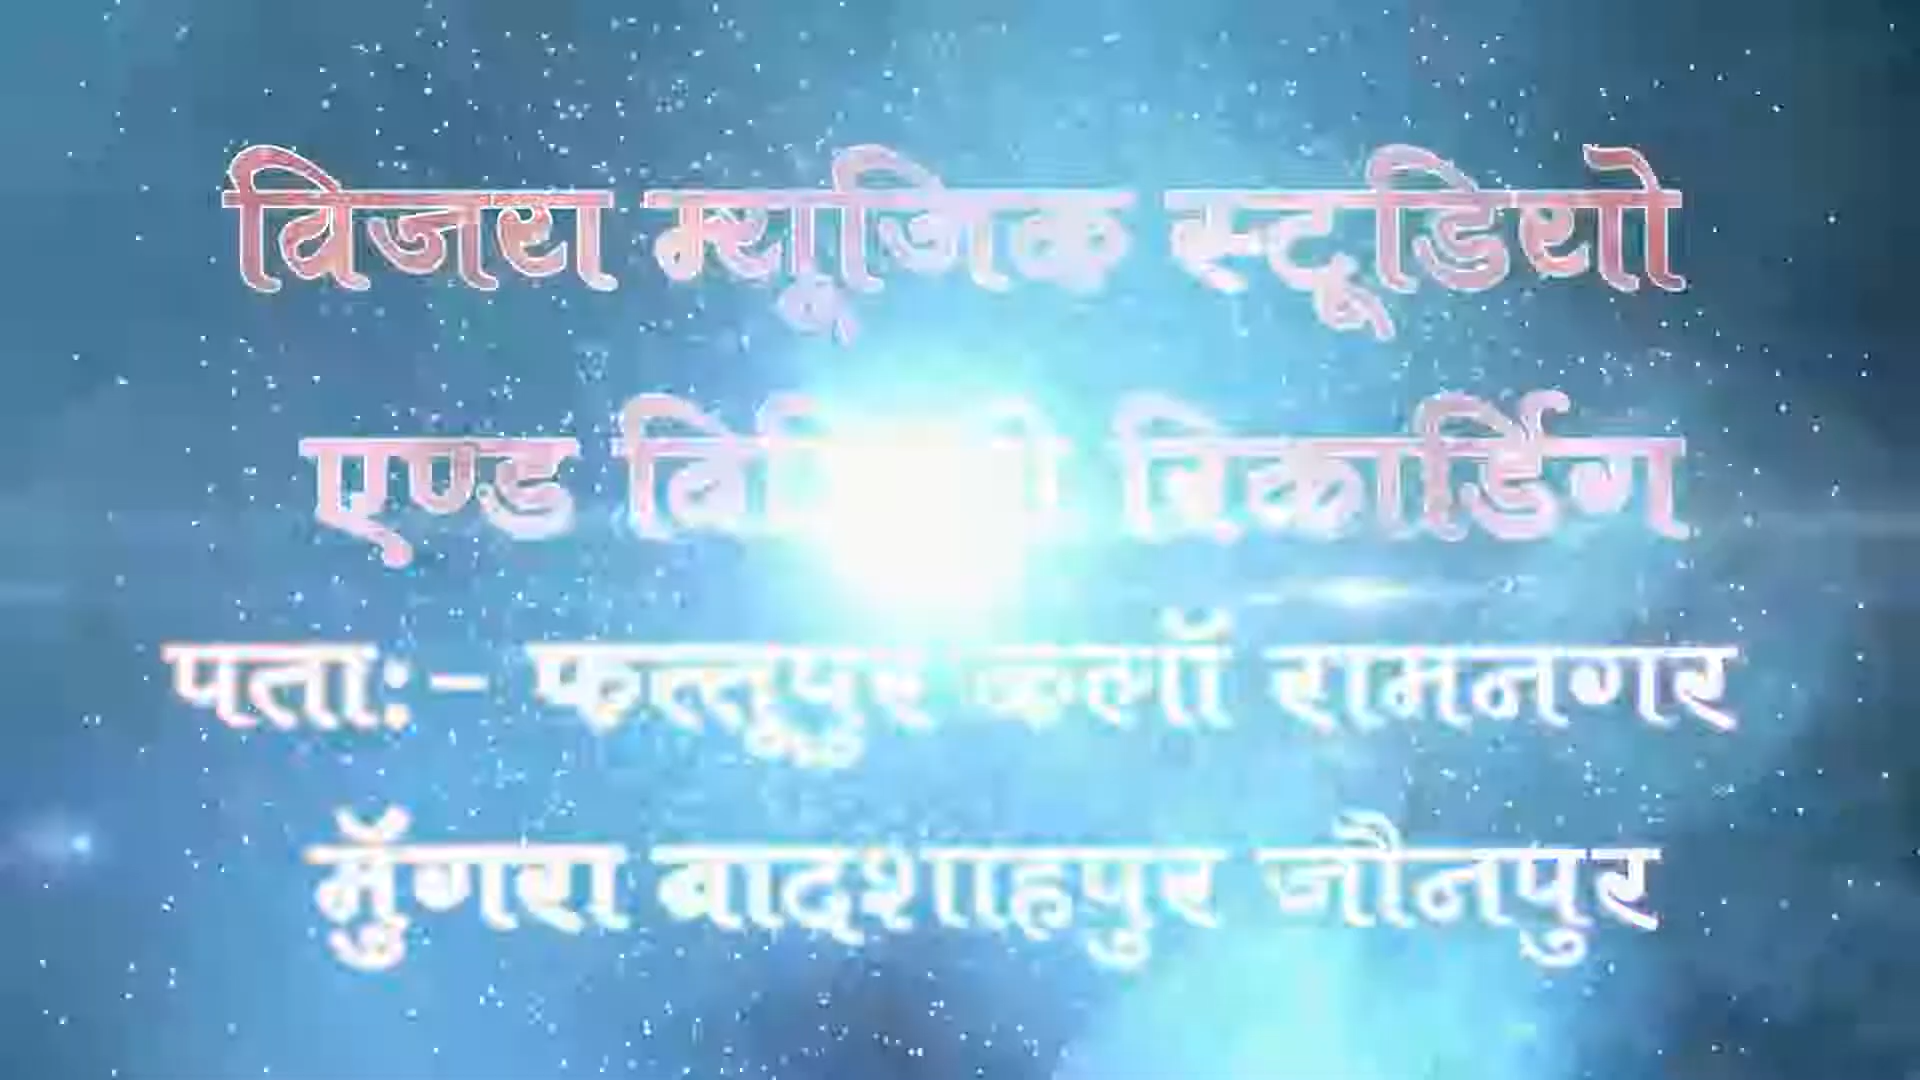 विजय म्यूजिक स्टूडियो
एण्ड रिकार्डिग
पता:- फत्तूपुर कलॉ रामनगर
मुॅगरा बादशाहपुर जौनपुर